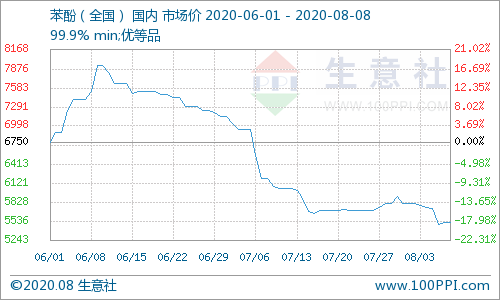 苯酚（全国） 国内 市场价 2020-06-01 - 2020-08-08
99.9% min;优等品
8168 21.02%
7875 16.69%
7583 12.35%
7291 8.02%
6998 3.69%
6750 0.00%
6413 -4.98%
6121 -9.31%
5828 -13.65%
5536 -17.98%
5243 -22.31%
生意社
www.100PPI.com
06/01 06/08 06/15 06/22 06/29 07/06 07/13 07/20 07/27 08/03
©2020.08 生意社 www.100PPI.com